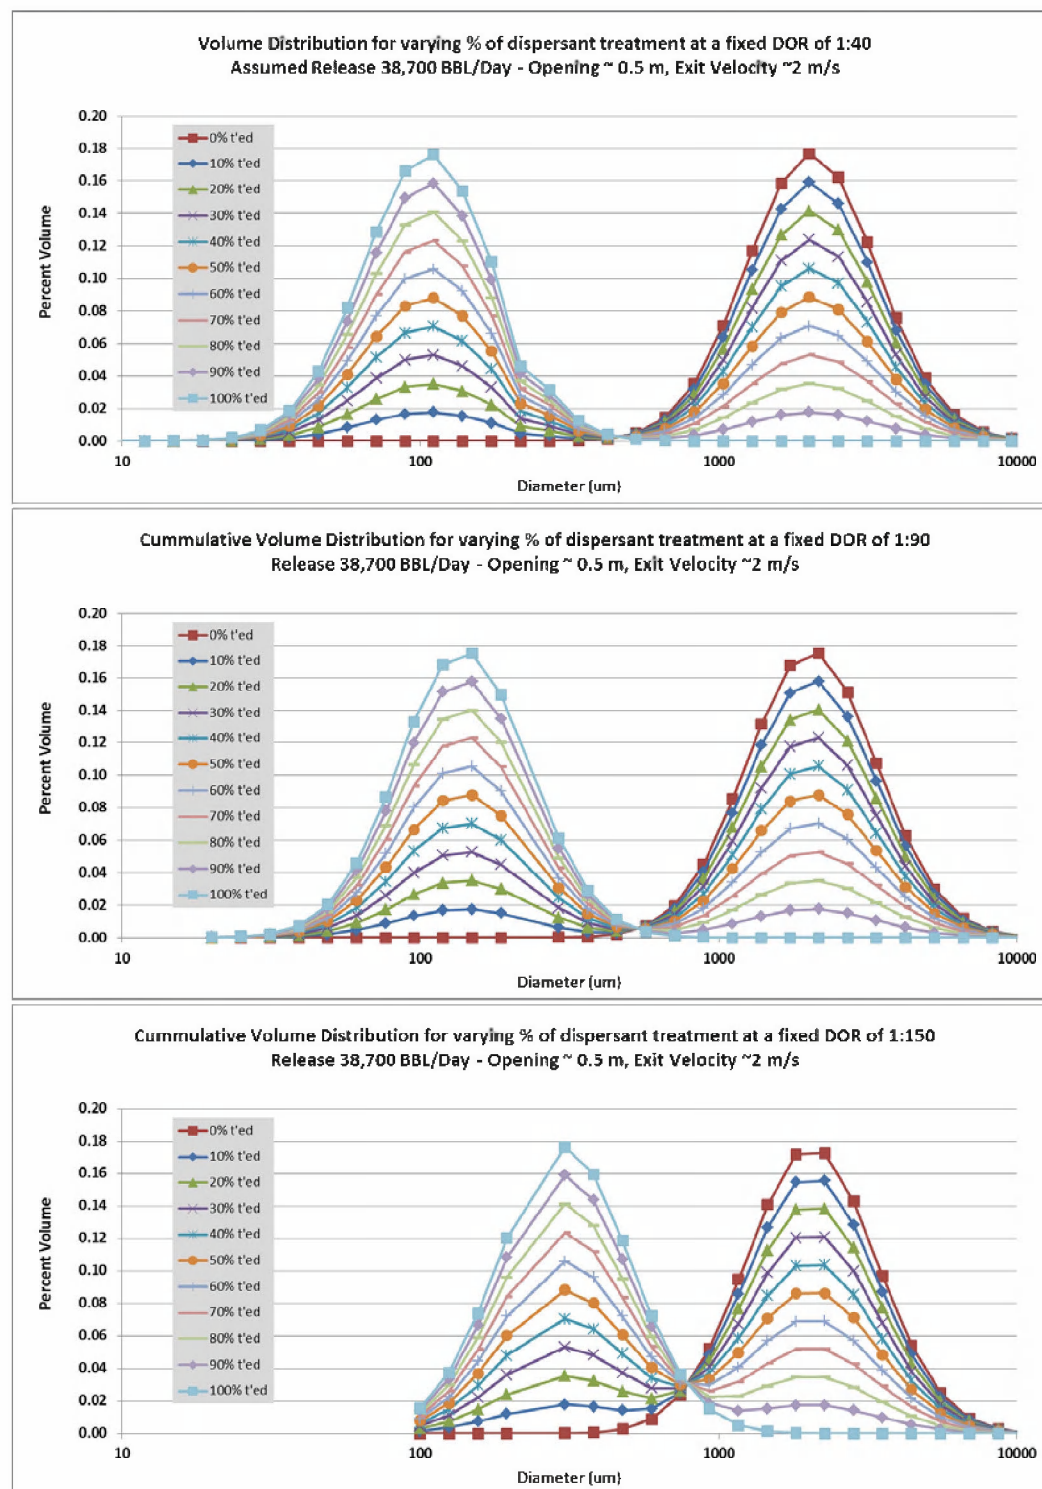 Volume Distribution for varying % of dispersant treatment at a fixed DOR of 1:40
Assumed Release 38,700 BBL/Day - Opening ~ 0.5 m, Exit Velocity ~2 m/s
Percent Volume
0.20
0.18
0.16
0.14
0.12
0.10
0.08
0.06
0.04
0.02
0.00
0% t'ed
10% t'ed
20% t'ed
30% t'ed
40% t'ed
50% t'ed
60% t'ed
70% t'ed
80% t'ed
90% t'ed
100% t'ed
10
100
1000
10000
Diameter (um)
Cummulative Volume Distribution for varying % of dispersant treatment at a fixed DOR of 1:90
Release 38,700 BBL/Day - Opening ~ 0.5 m, Exit Velocity ~2 m/s
Percent Volume
0.20
0.18
0.16
0.14
0.12
0.10
0.08
0.06
0.04
0.02
0.00
0% t'ed
10% t'ed
20% t'ed
30% t'ed
40% t'ed
50% t'ed
60% t'ed
70% t'ed
80% t'ed
90% t'ed
100% t'ed
10
100
1000
10000
Diameter (um)
Cummulative Volume Distribution for varying % of dispersant treatment at a fixed DOR of 1:150
Release 38,700 BBL/Day - Opening ~ 0.5 m, Exit Velocity ~2 m/s
Percent Volume
0.20
0.18
0.16
0.14
0.12
0.10
0.08
0.06
0.04
0.02
0.00
0% t'ed
10% t'ed
20% t'ed
30% t'ed
40% t'ed
50% t'ed
60% t'ed
70% t'ed
80% t'ed
90% t'ed
100% t'ed
10
100
1000
10000
Diameter (um)